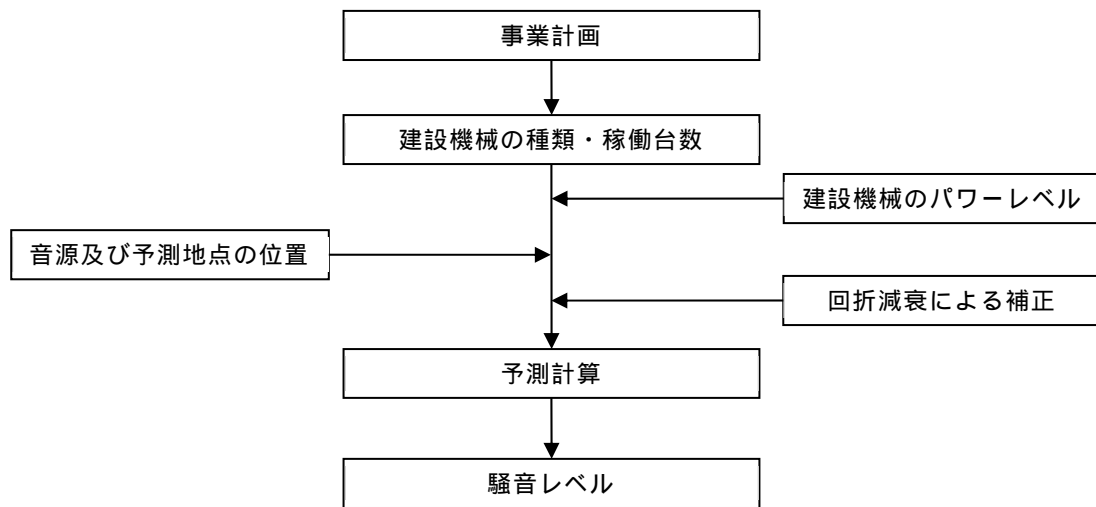 事業計画
建設機械の種類・稼働台数
建設機械のパワーレベル
音源及び予測地点の位置
回折減衰による補正
予測計算
騒音レベル